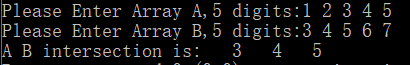 Please Enter Array A,5 digits:1 2 3 4 5
Please Enter Array B,5 digits:3 4 5 6 7
A B intersection is:   3   4   5